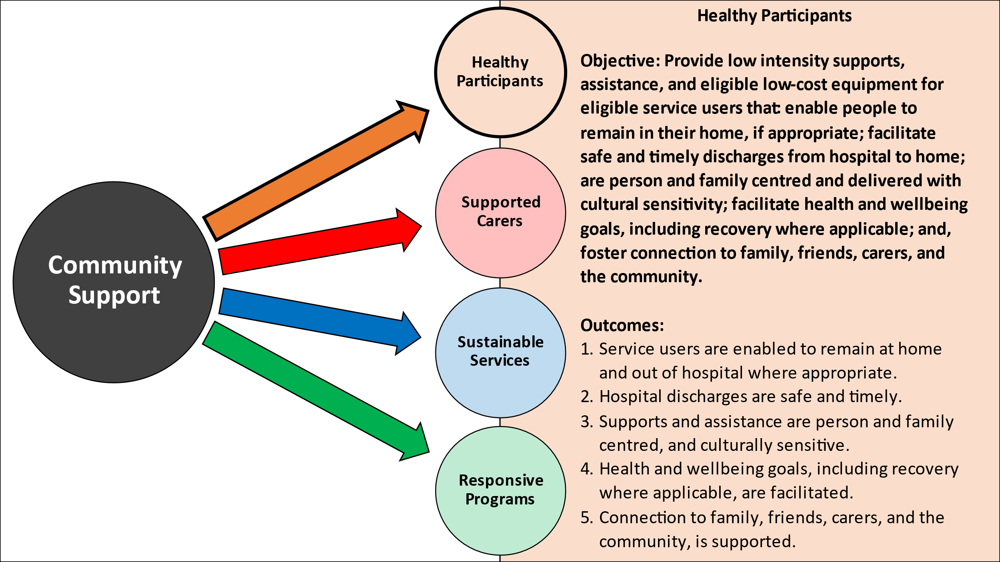 Community
Support
Healthy
Participants
Supported
Carers
Sustainable
Services
Responsive
Programs
Healthy Participants
Objective: Provide low intensity supports,
assistance, and eligible low-cost equipment for
eligible service users that: enable people to
remain in their home, if appropriate; facilitate
safe and timely discharges from hospital to home;
are person and family centred and delivered with
cultural sensitivity; facilitate health and wellbeing
goals, including recovery where applicable; and,
foster connection to family, friends, carers, and
the community.
Outcomes:
1. Service users are enabled to remain at home
and out of hospital where appropriate.
2. Hospital discharges are safe and timely.
3. Supports and assistance are person and family
centred, and culturally sensitive.
4. Health and wellbeing goals, including recovery
where applicable, are facilitated.
5. Connection to family, friends, carers, and the
community, is supported.